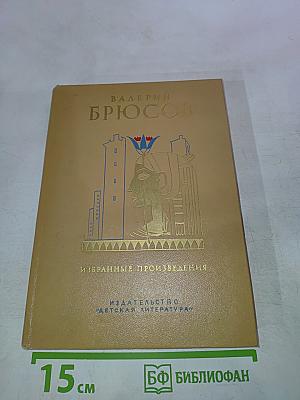 ВАЛЕРИЙ
БРЮСОВ
ИЗБРАННЫЕ ПРОИЗВЕДЕНИЯ
ИЗДАТЕЛЬСТВО
"ДЕТСКАЯ ЛИТЕРАТУРА"
15 см
БФ БИБЛИОФАН